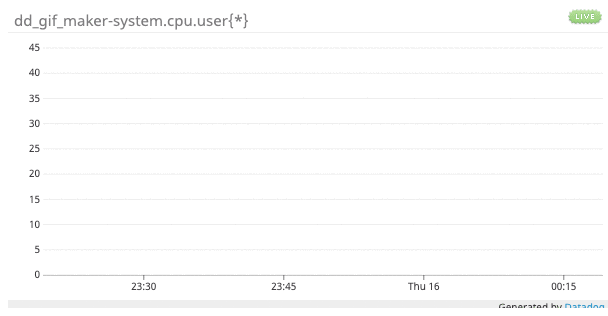 dd_gif_maker-system.cpu.user{*}
LIVE
45
40
35
30
25
20
15
10
5
0
23:30 23:45 Thu 16 00:15
Generated by Datadog